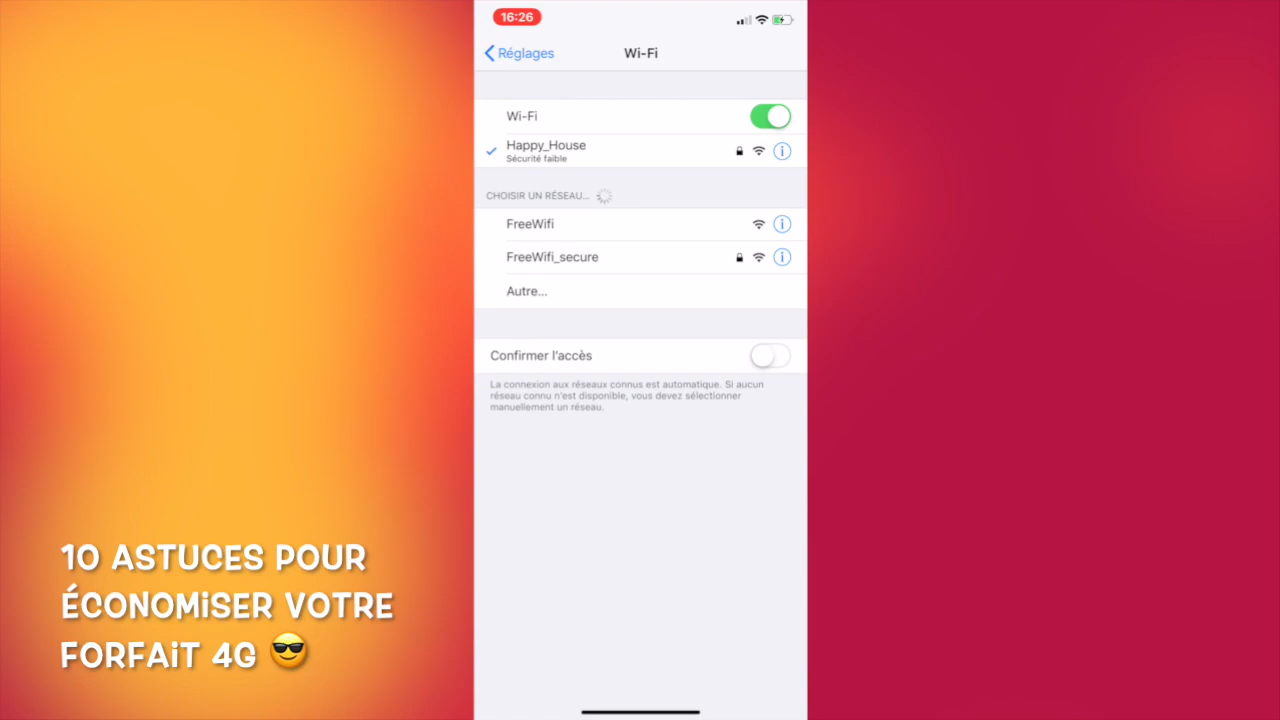 16:26
Réglages
Wi-Fi
Wi-Fi
Happy_House
Sécurité faible
CHOISIR UN RÉSEAU...
FreeWifi
FreeWifi_secure
Autre...
Confirmer l'accès
La connexion aux réseaux connus est automatique. Si aucun
réseau connu n'est disponible, vous devez sélectionner
manuellement un réseau.
10 ASTUCES POUR
ÉCONOMiSER VOTRE
FORFAiT 4G 😎